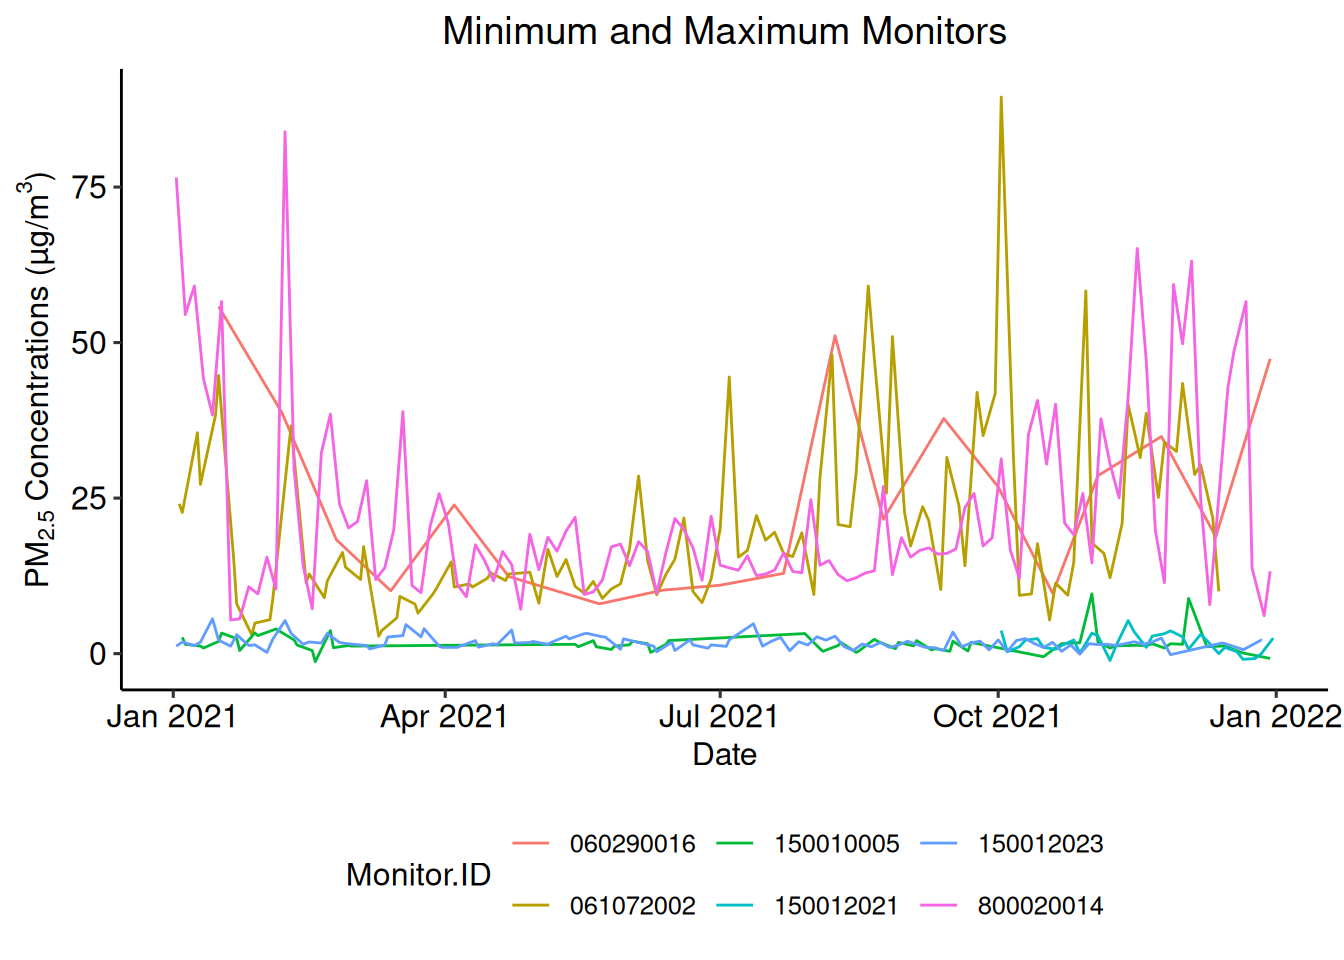 Minimum and Maximum Monitors
PM2.5 Concentrations (µg/m3)
75
50
25
0
Jan 2021 Apr 2021 Jul 2021 Oct 2021 Jan 2022
Date
Monitor.ID
060290016 150010005 150012023
061072002 150012021 800020014